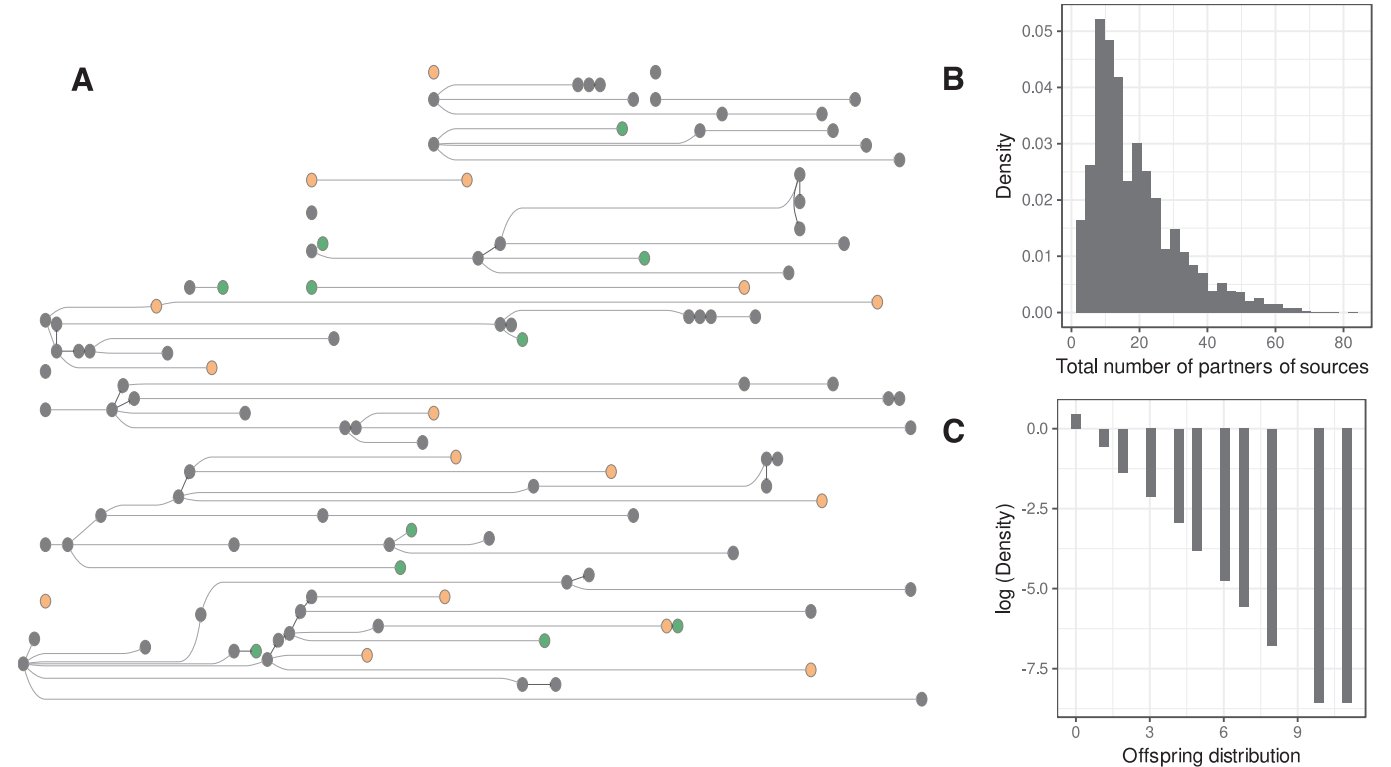 A
B
0.05
0.04
0.03
0.02
0.01
0.00
Density
0
20
40
60
80
Total number of partners of sources
C
0.0
-2.5
-5.0
-7.5
log (Density)
0
3
6
9
Offspring distribution